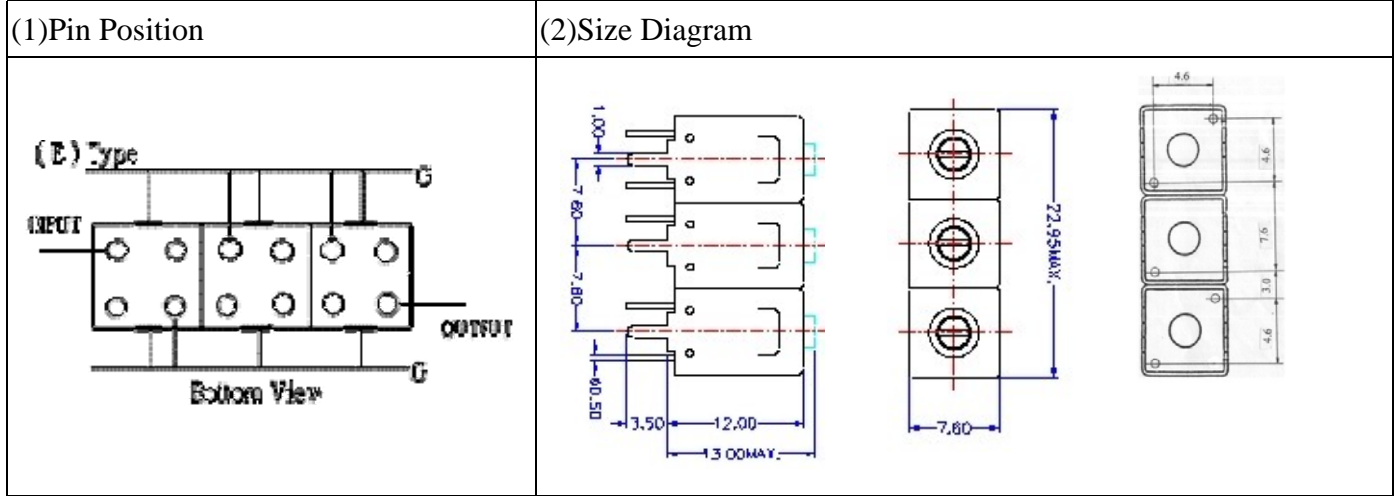 (1)Pin Position
(2)Size Diagram
(E) Type
G
INPUT
OUTPUT
G
Bottom View
1.00
7.60
7.60
Ø0.50
3.50
12.00
13.00MAX.
22.95MAX.
7.60
4.6
4.6
7.6
3.0
4.6